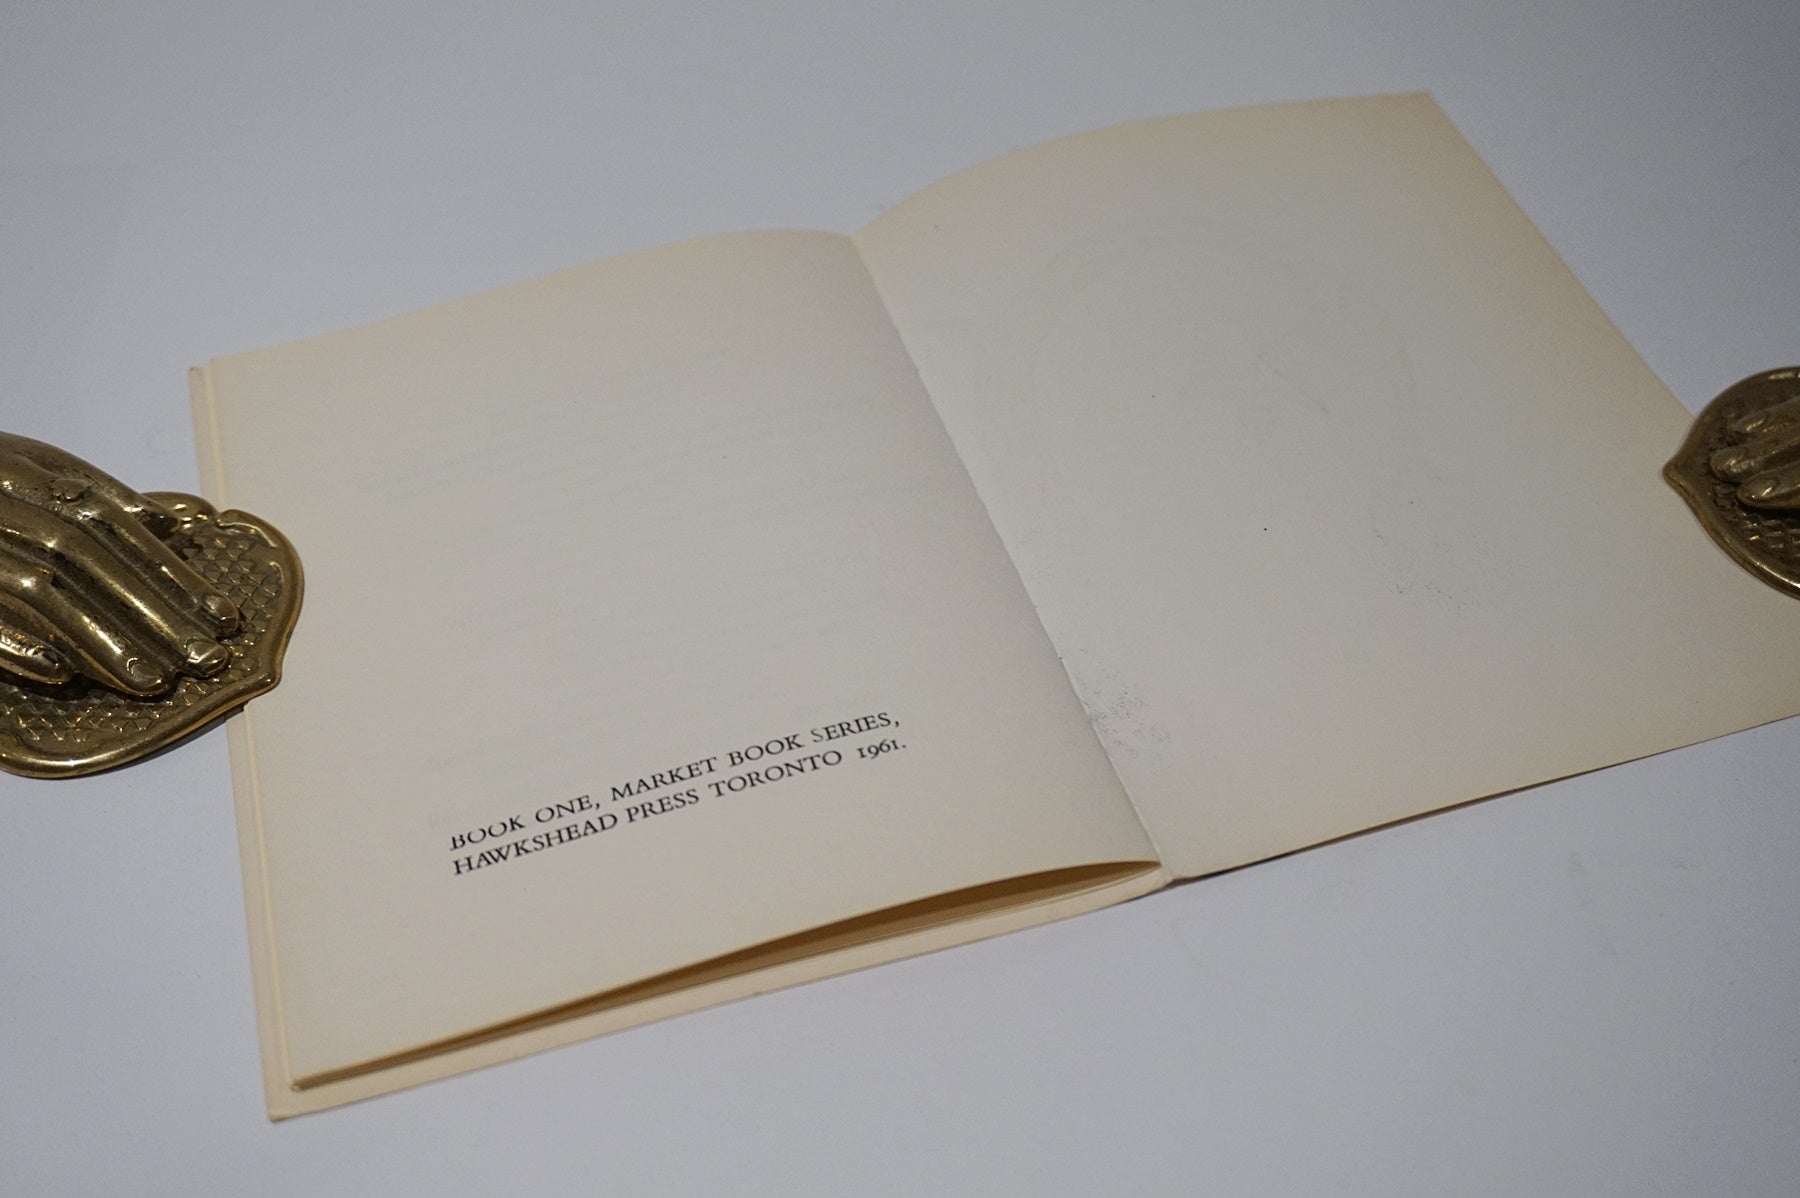 BOOK ONE, MARKET BOOK SERIES,
HAWKSHEAD PRESS TORONTO 1961.